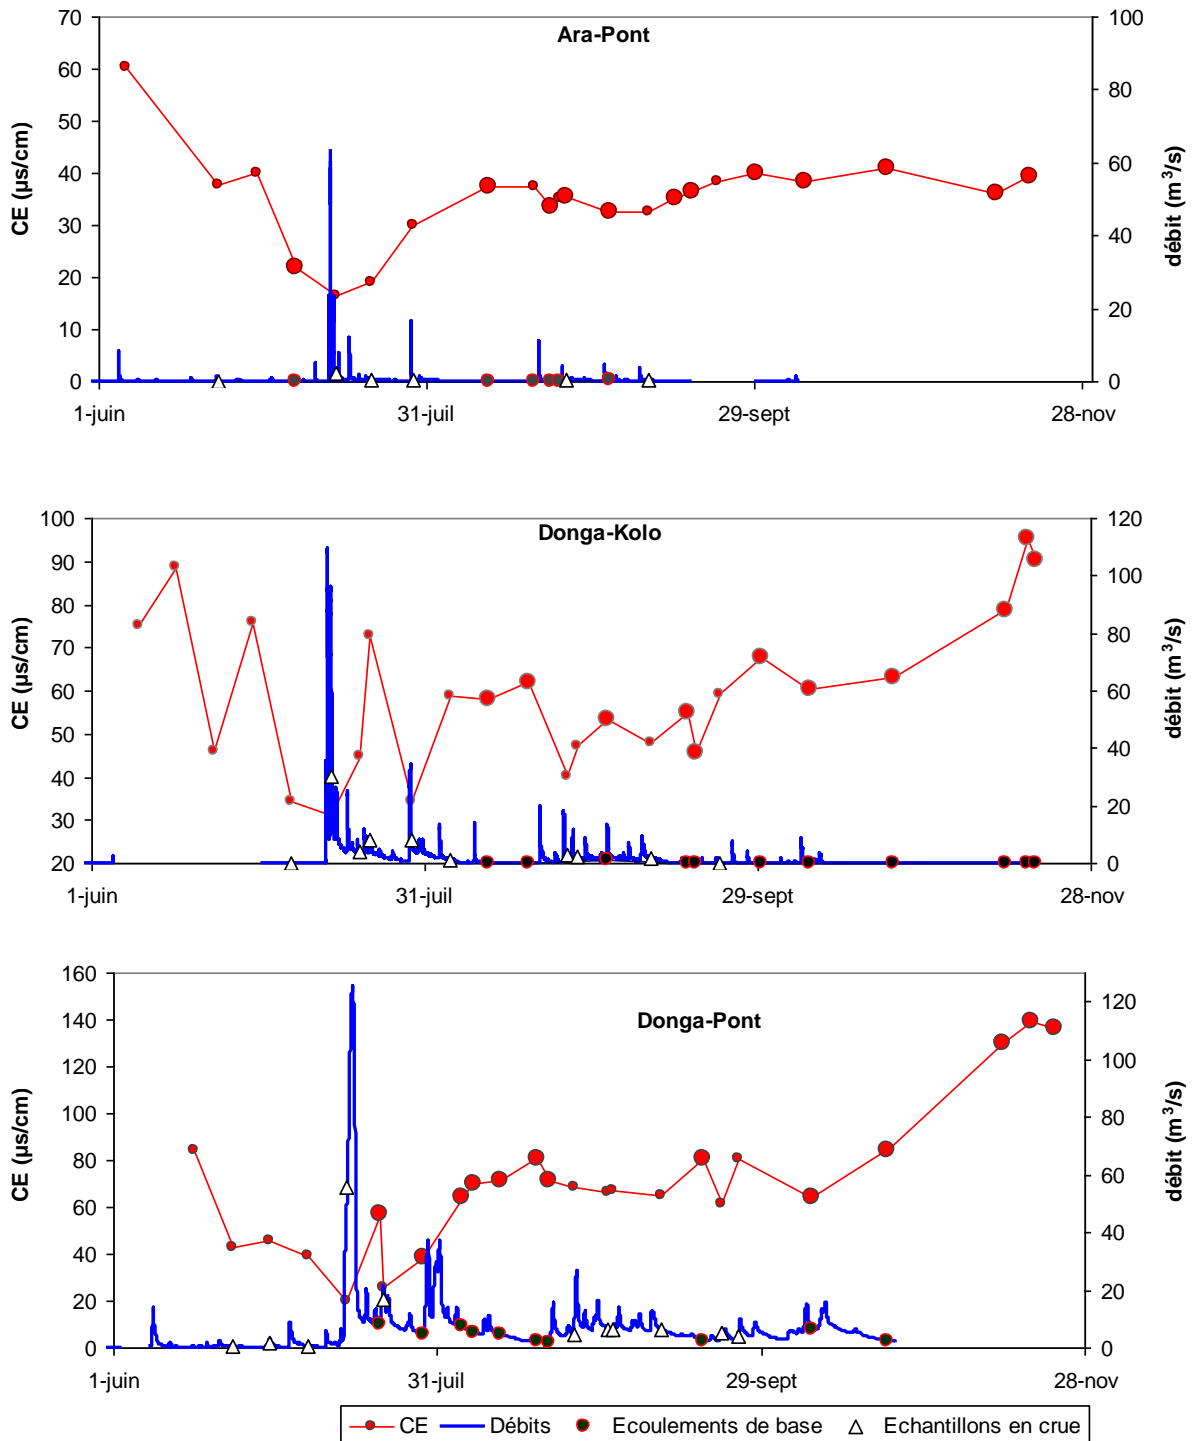 Ara-Pont
CE (µs/cm)
débit (m³/s)
70
60
50
40
30
20
10
0
100
80
60
40
20
0
1-juin
31-juil
29-sept
28-nov
Donga-Kolo
CE (µs/cm)
débit (m³/s)
100
90
80
70
60
50
40
30
20
120
100
80
60
40
20
0
1-juin
31-juil
29-sept
28-nov
Donga-Pont
CE (µs/cm)
débit (m³/s)
160
140
120
100
80
60
40
20
0
120
100
80
60
40
20
0
1-juin
31-juil
29-sept
28-nov
CE
Débits
Ecoulements de base
Echantillons en crue